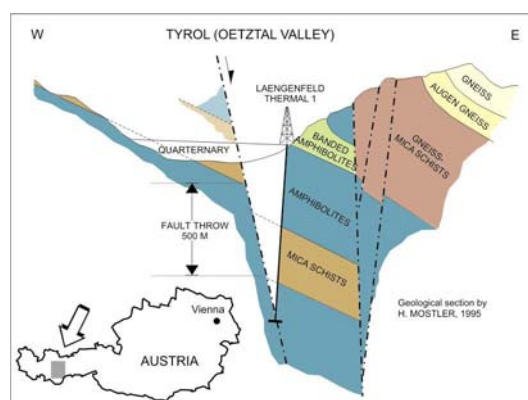 W
TYROL (OETZTAL VALLEY)
E
LAENGENFELD
THERMAL 1
GNEISS
AUGEN GNEISS
QUARTERNARY
BANDED
AMPHIBOLITES
GNEISS-
MICA SCHISTS
AMPHIBOLITES
FAULT THROW
500 M
MICA SCHISTS
Geological section by
H. MOSTLER, 1995
Vienna
AUSTRIA